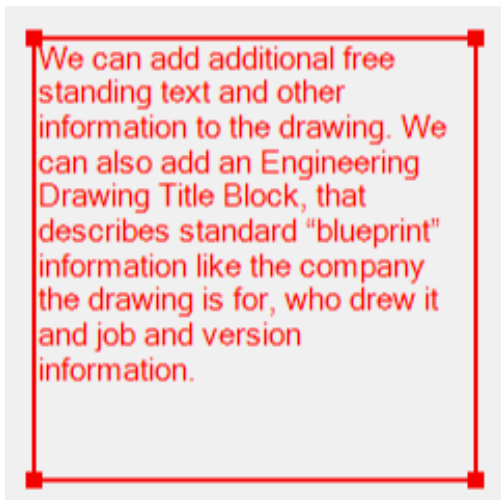 We can add additional free
standing text and other
information to the drawing. We
can also add an Engineering
Drawing Title Block, that
describes standard “blueprint”
information like the company
the drawing is for, who drew it
and job and version
information.